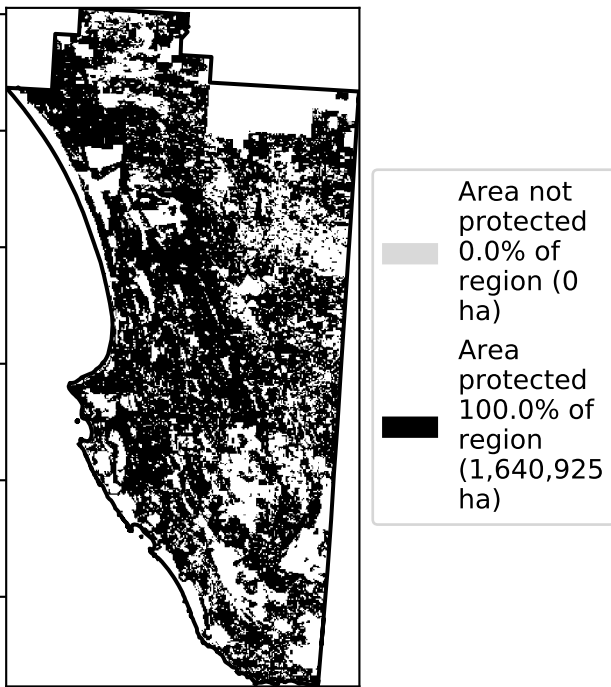 Area not
protected
0.0% of
region (0
ha)
Area
protected
100.0% of
region
(1,640,925
ha)